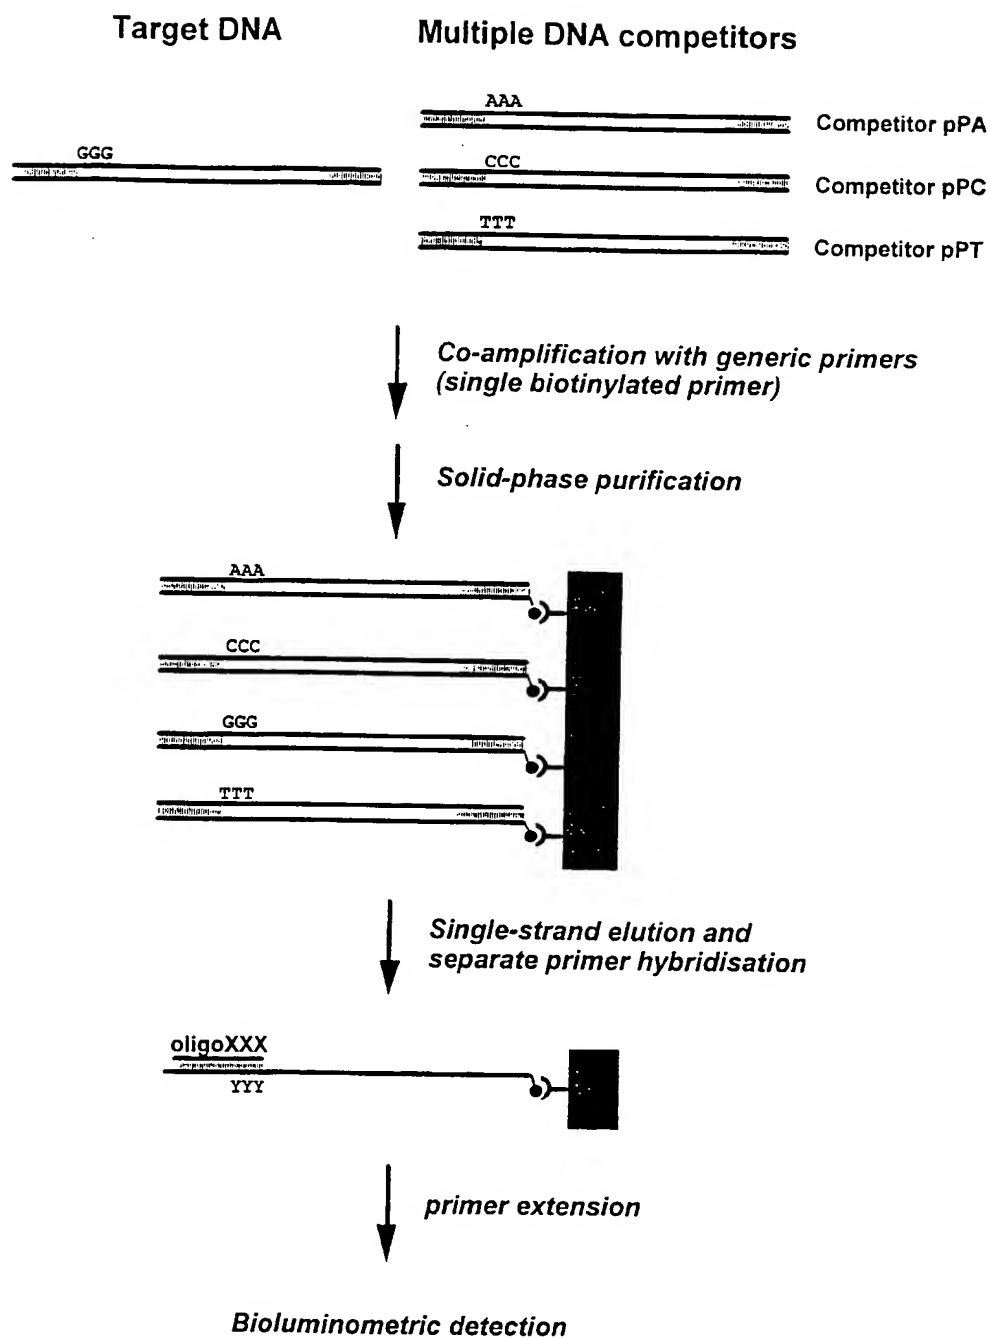 Target DNA
Multiple DNA competitors
AAA
Competitor pPA
GGG
CCC
Competitor pPC
TTT
Competitor pPT
Co-amplification with generic primers
(single biotinylated primer)
Solid-phase purification
AAA
CCC
GGG
TTT
Single-strand elution and
separate primer hybridisation
oligoXXX
YYY
primer extension
Bioluminometric detection